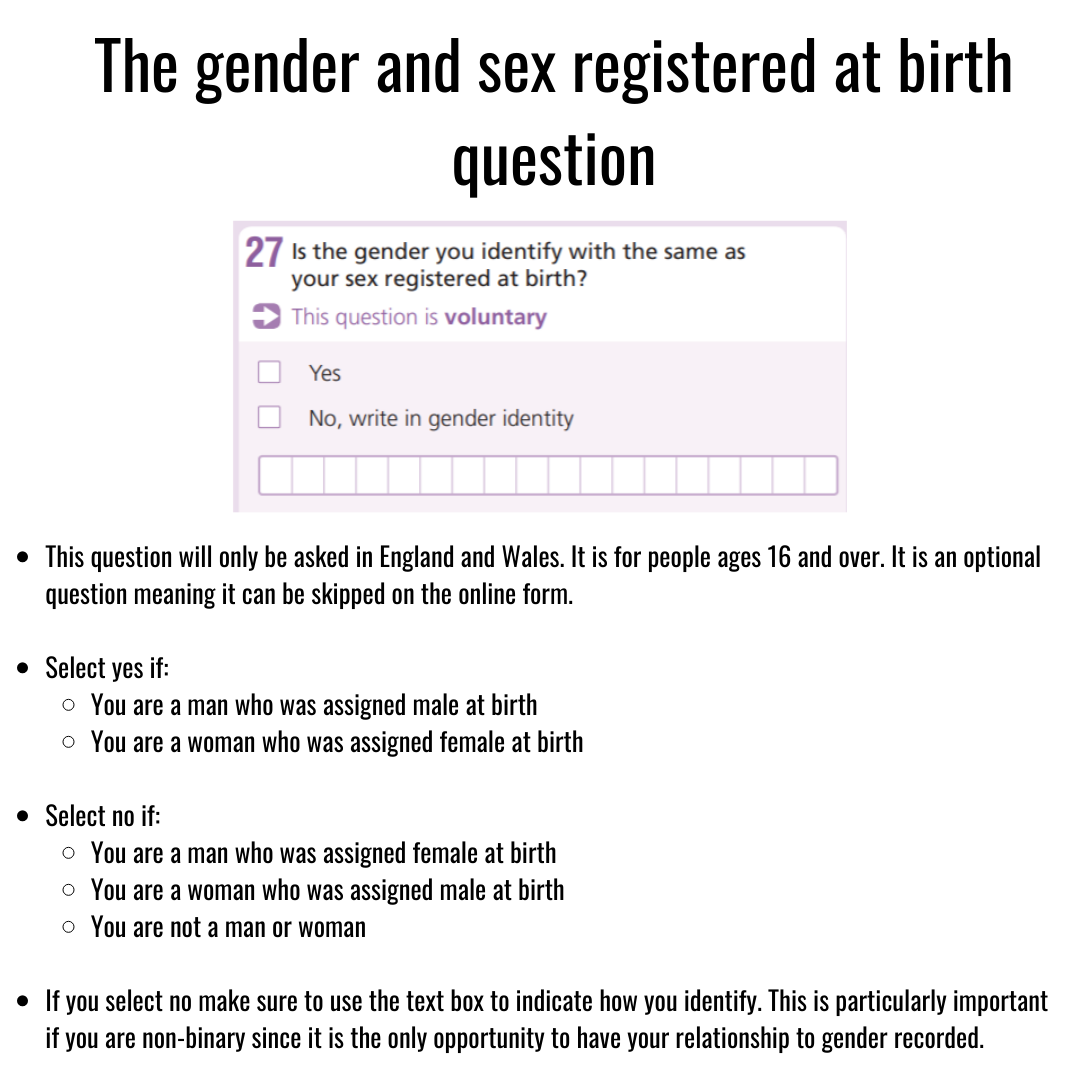 The gender and sex registered at birth
question
27 Is the gender you identify with the same as
your sex registered at birth?
This question is voluntary
Yes
No, write in gender identity
• This question will only be asked in England and Wales. It is for people ages 16 and over. It is an optional
question meaning it can be skipped on the online form.
• Select yes if:
○ You are a man who was assigned male at birth
○ You are a woman who was assigned female at birth
• Select no if:
○ You are a man who was assigned female at birth
○ You are a woman who was assigned male at birth
○ You are not a man or woman
• If you select no make sure to use the text box to indicate how you identify. This is particularly important
if you are non-binary since it is the only opportunity to have your relationship to gender recorded.